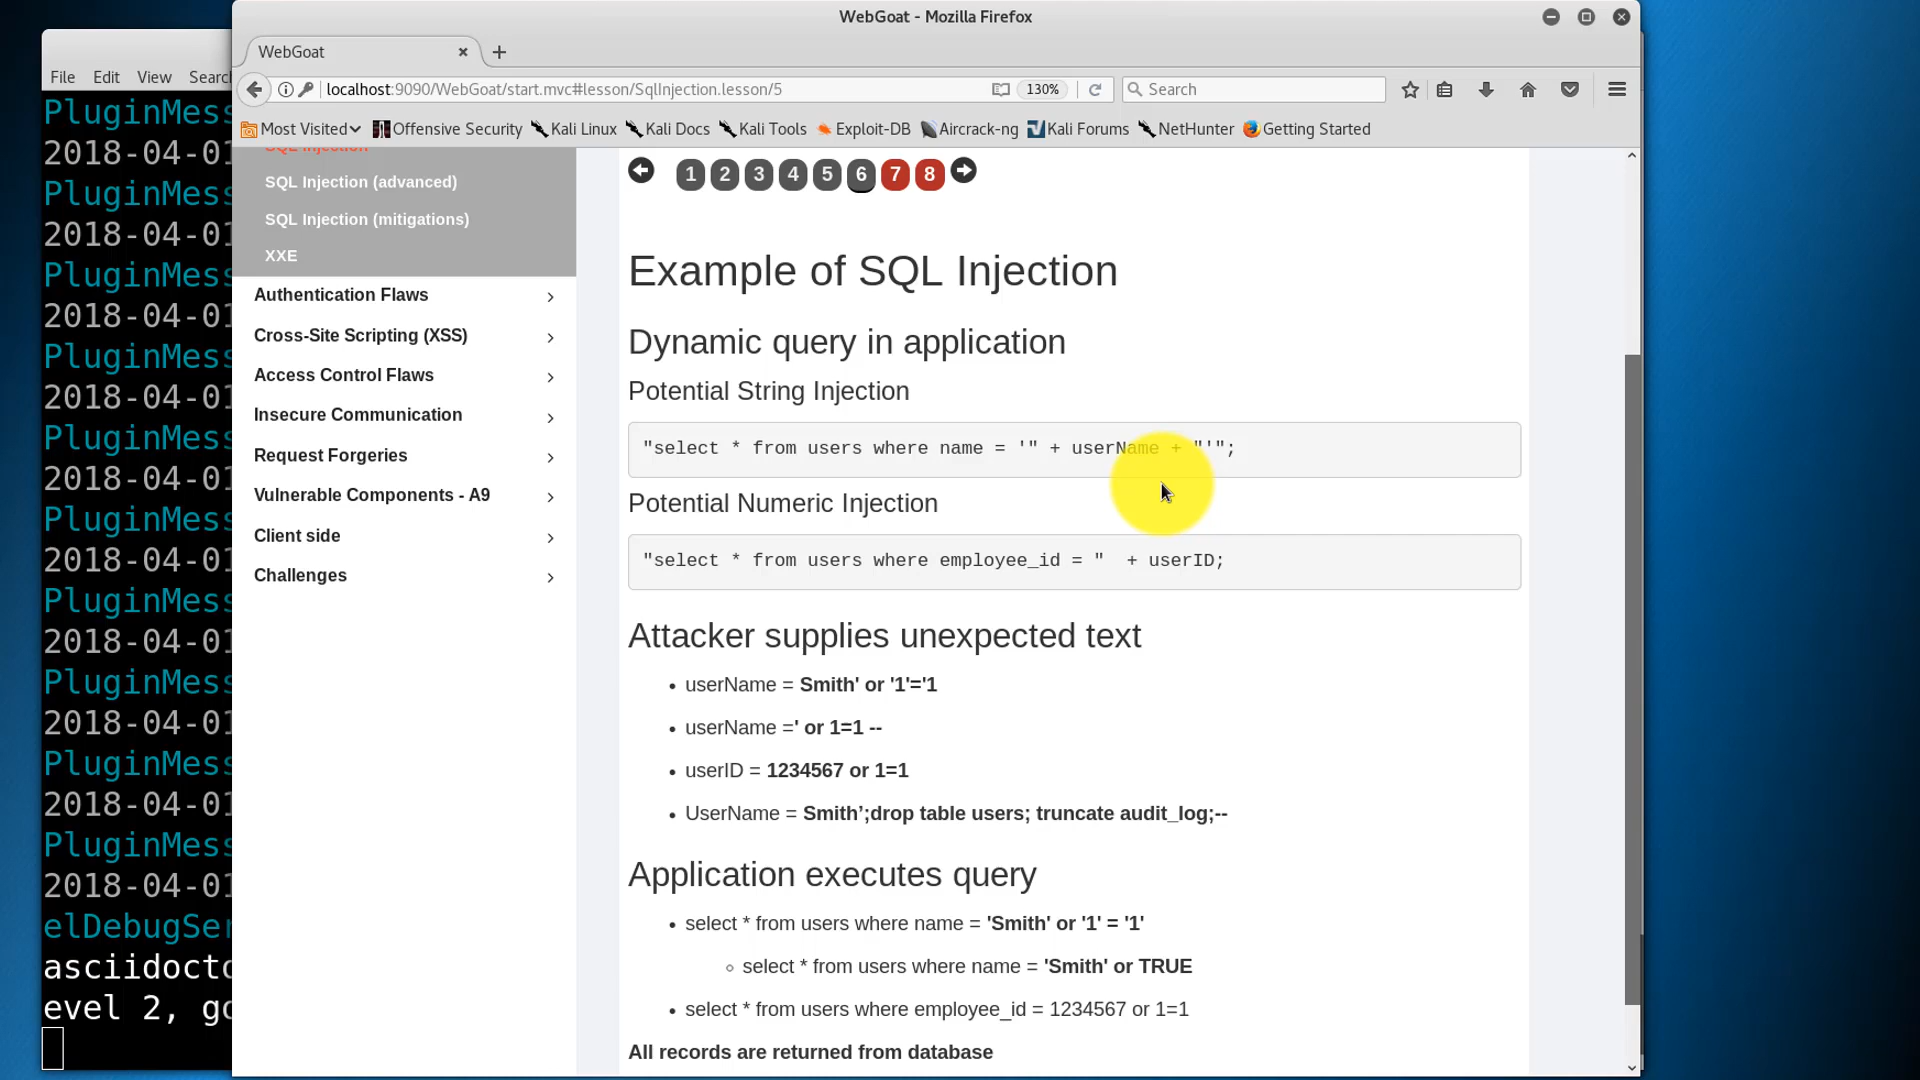 WebGoat - Mozilla Firefox
WebGoat
File Edit View Searc
localhost:9090/WebGoat/start.mvc#lesson/SqlInjection.lesson/5
130%
Search
Most Visited
Offensive Security
Kali Linux
Kali Docs
Kali Tools
Exploit-DB
Aircrack-ng
Kali Forums
NetHunter
Getting Started
PluginMess
2018-04-01
PluginMess
2018-04-01
PluginMess
2018-04-01
PluginMess
2018-04-01
PluginMess
2018-04-01
PluginMess
2018-04-01
PluginMess
2018-04-01
PluginMess
2018-04-01
PluginMess
2018-04-01
PluginMess
2018-04-01
elDebugSer
asciidocto
evel 2, go
SQL Injection
SQL Injection (advanced)
SQL Injection (mitigations)
XXE
Authentication Flaws
Cross-Site Scripting (XSS)
Access Control Flaws
Insecure Communication
Request Forgeries
Vulnerable Components - A9
Client side
Challenges
1 2 3 4 5 6 7 8
Example of SQL Injection
Dynamic query in application
Potential String Injection
"select * from users where name = '" + userName + "'";
Potential Numeric Injection
"select * from users where employee_id = "  + userID;
Attacker supplies unexpected text
userName = Smith' or '1'='1
userName =' or 1=1 --
userID = 1234567 or 1=1
UserName = Smith’;drop table users; truncate audit_log;--
Application executes query
select * from users where name = 'Smith' or '1' = '1'
select * from users where name = 'Smith' or TRUE
select * from users where employee_id = 1234567 or 1=1
All records are returned from database